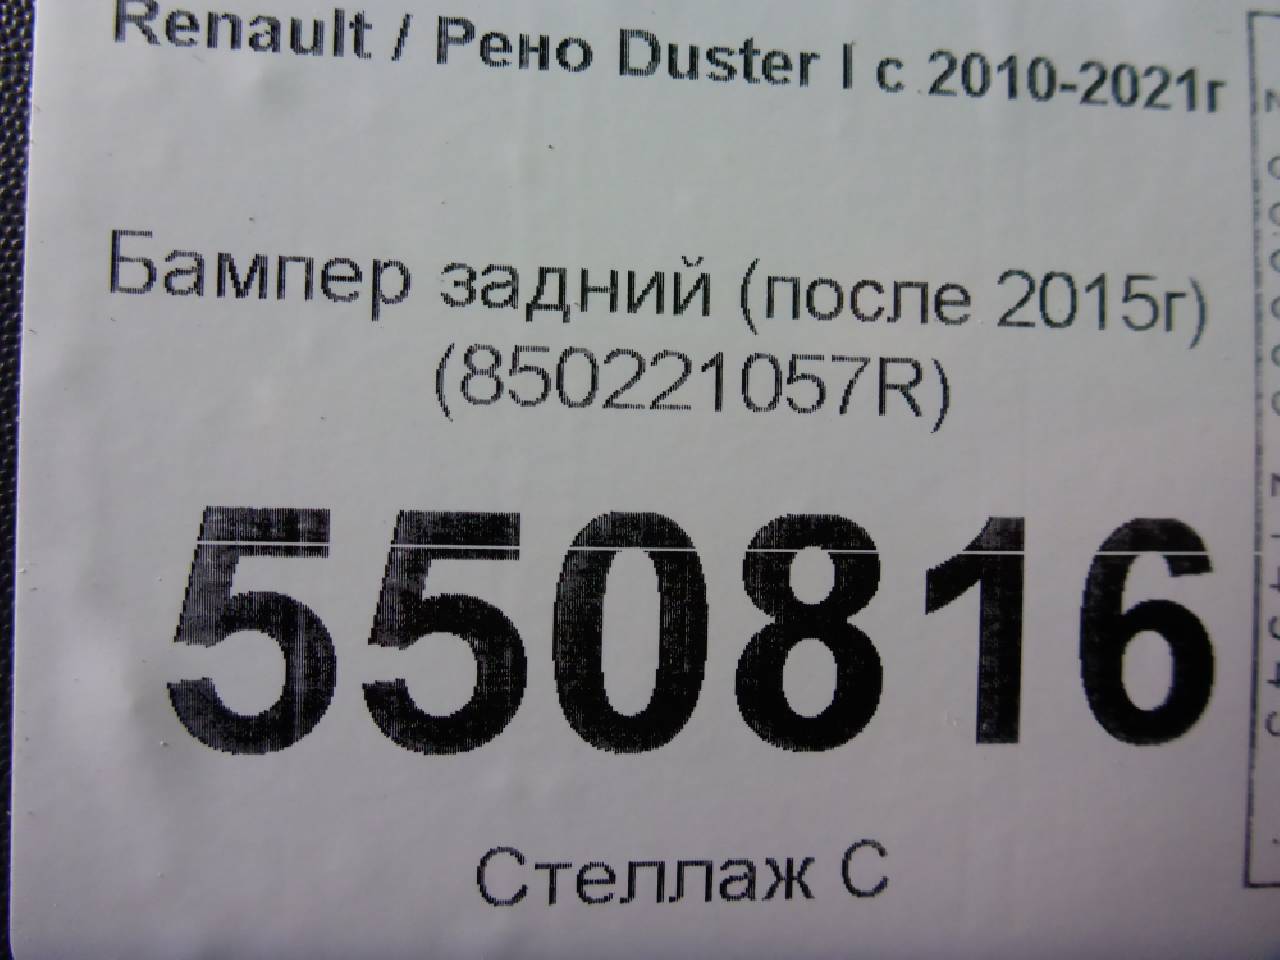 Renault / Рено Duster I с 2010-2021г
Бампер задний (после 2015г)
(850221057R)
550816
Стеллаж С